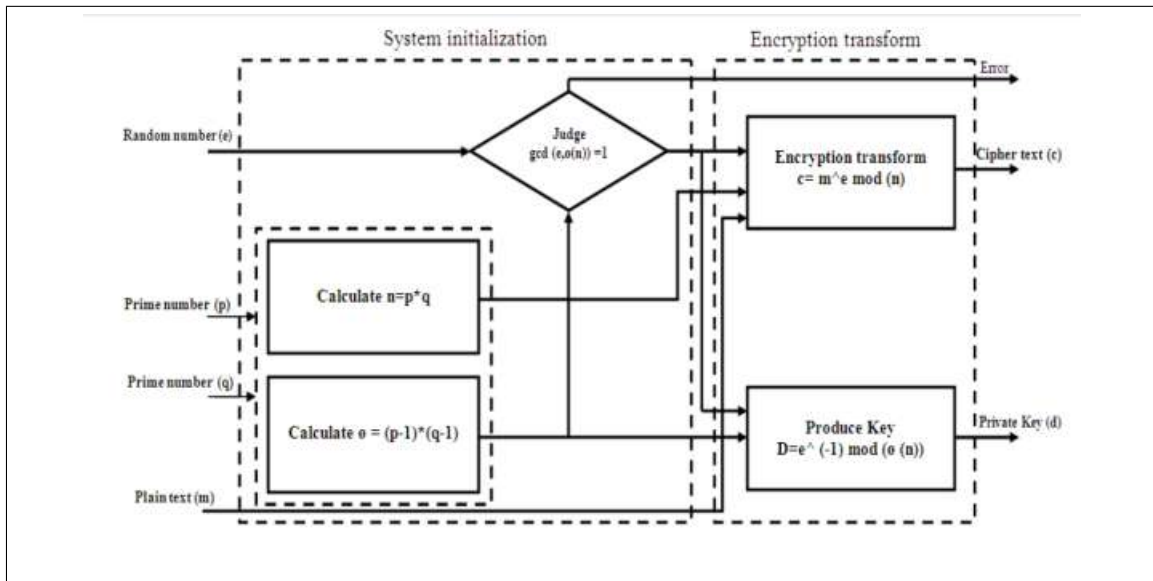 System initialization
Encryption transform
Error
Random number (e)
Judge
gcd (e,o(n)) =1
Encryption transform
c= m^e mod (n)
Cipher text (c)
Calculate n=p*q
Prime number (p)
Prime number (q)
Calculate o = (p-1)*(q-1)
Produce Key
D=e^ (-1) mod (o (n))
Private Key (d)
Plain text (m)